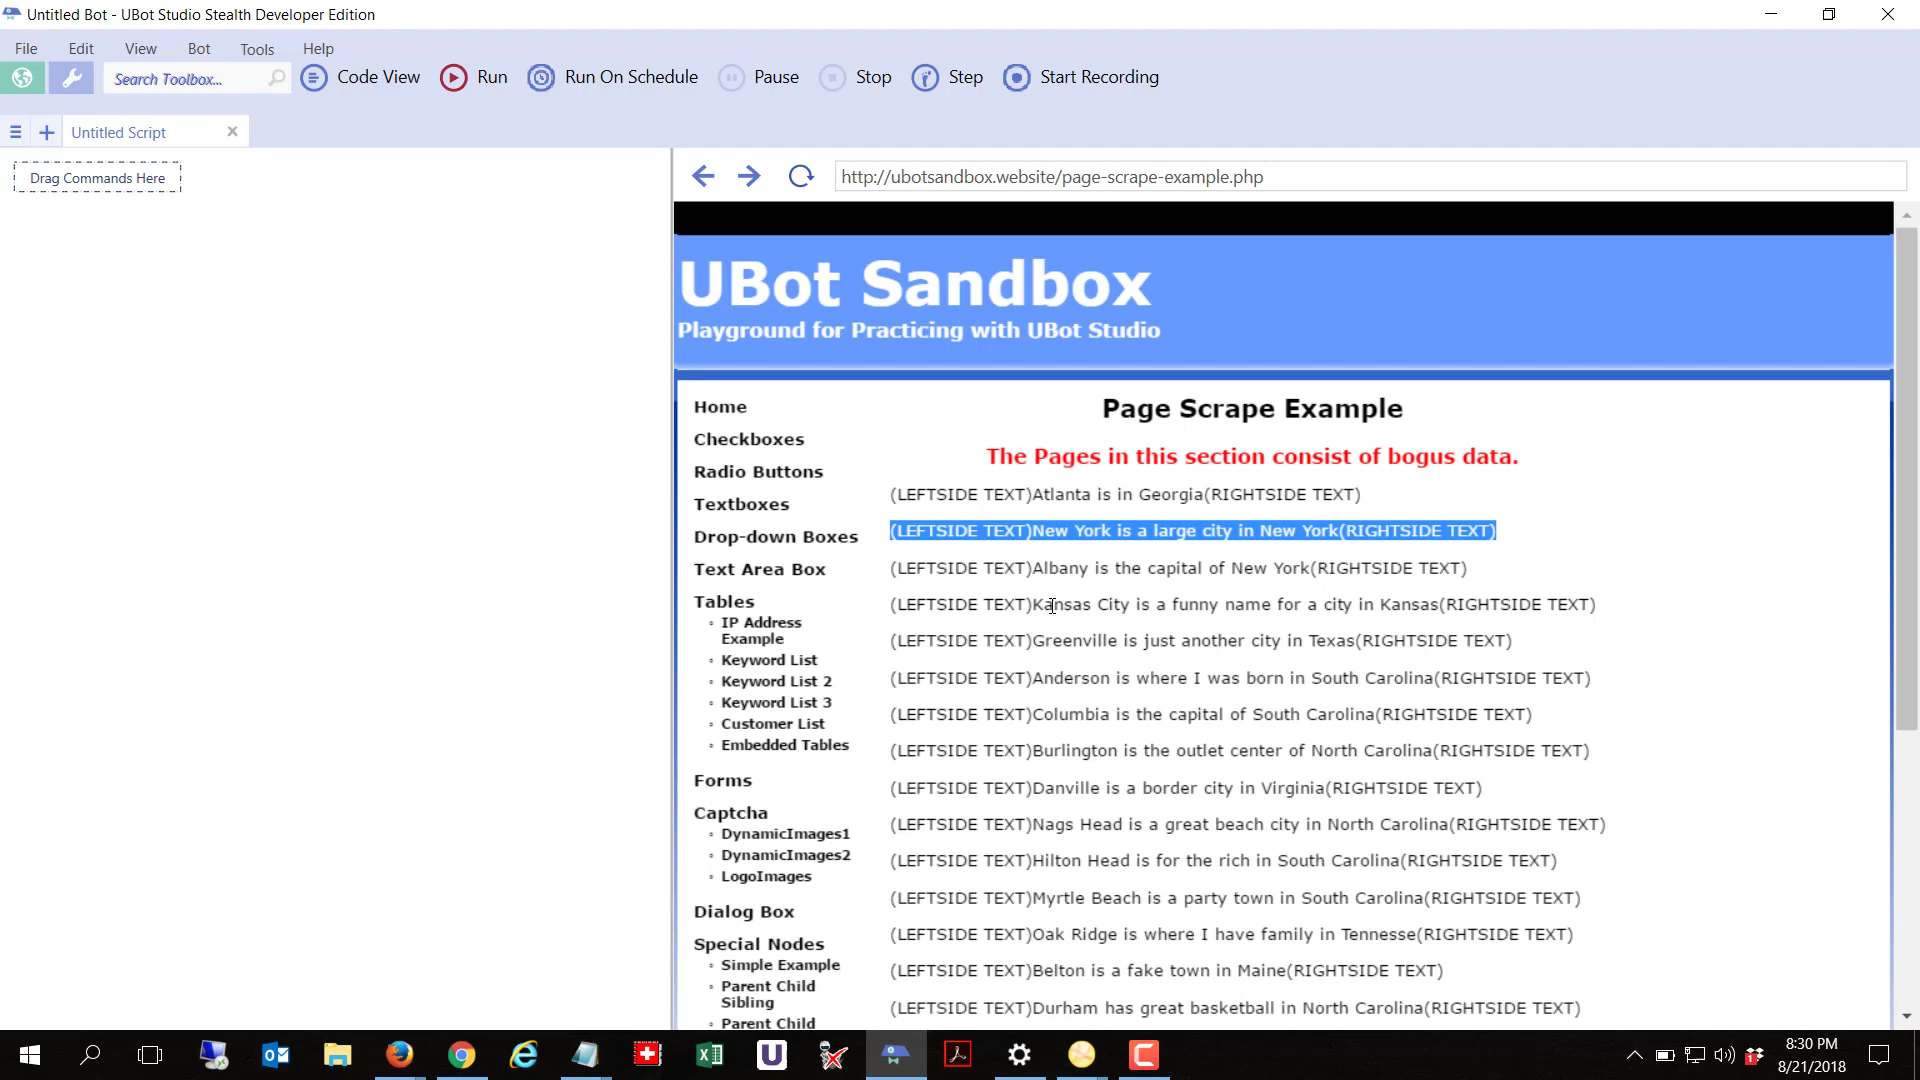 Untitled Bot - UBot Studio Stealth Developer Edition
File Edit View Bot Tools Help
Search Toolbox... Code View Run Run On Schedule Pause Stop Step Start Recording
Untitled Script
Drag Commands Here
http://ubotsandbox.website/page-scrape-example.php
UBot Sandbox
Playground for Practicing with UBot Studio
Home
Checkboxes
Radio Buttons
Textboxes
Drop-down Boxes
Text Area Box
Tables
IP Address
Example
Keyword List
Keyword List 2
Keyword List 3
Customer List
Embedded Tables
Forms
Captcha
DynamicImages1
DynamicImages2
LogoImages
Dialog Box
Special Nodes
Simple Example
Parent Child
Sibling
Parent Child
Page Scrape Example
The Pages in this section consist of bogus data.
(LEFTSIDE TEXT)Atlanta is in Georgia(RIGHTSIDE TEXT)
(LEFTSIDE TEXT)New York is a large city in New York(RIGHTSIDE TEXT)
(LEFTSIDE TEXT)Albany is the capital of New York(RIGHTSIDE TEXT)
(LEFTSIDE TEXT)Kansas City is a funny name for a city in Kansas(RIGHTSIDE TEXT)
(LEFTSIDE TEXT)Greenville is just another city in Texas(RIGHTSIDE TEXT)
(LEFTSIDE TEXT)Anderson is where I was born in South Carolina(RIGHTSIDE TEXT)
(LEFTSIDE TEXT)Columbia is the capital of South Carolina(RIGHTSIDE TEXT)
(LEFTSIDE TEXT)Burlington is the outlet center of North Carolina(RIGHTSIDE TEXT)
(LEFTSIDE TEXT)Danville is a border city in Virginia(RIGHTSIDE TEXT)
(LEFTSIDE TEXT)Nags Head is a great beach city in North Carolina(RIGHTSIDE TEXT)
(LEFTSIDE TEXT)Hilton Head is for the rich in South Carolina(RIGHTSIDE TEXT)
(LEFTSIDE TEXT)Myrtle Beach is a party town in South Carolina(RIGHTSIDE TEXT)
(LEFTSIDE TEXT)Oak Ridge is where I have family in Tennesse(RIGHTSIDE TEXT)
(LEFTSIDE TEXT)Belton is a fake town in Maine(RIGHTSIDE TEXT)
(LEFTSIDE TEXT)Durham has great basketball in North Carolina(RIGHTSIDE TEXT)
8:30 PM
8/21/2018